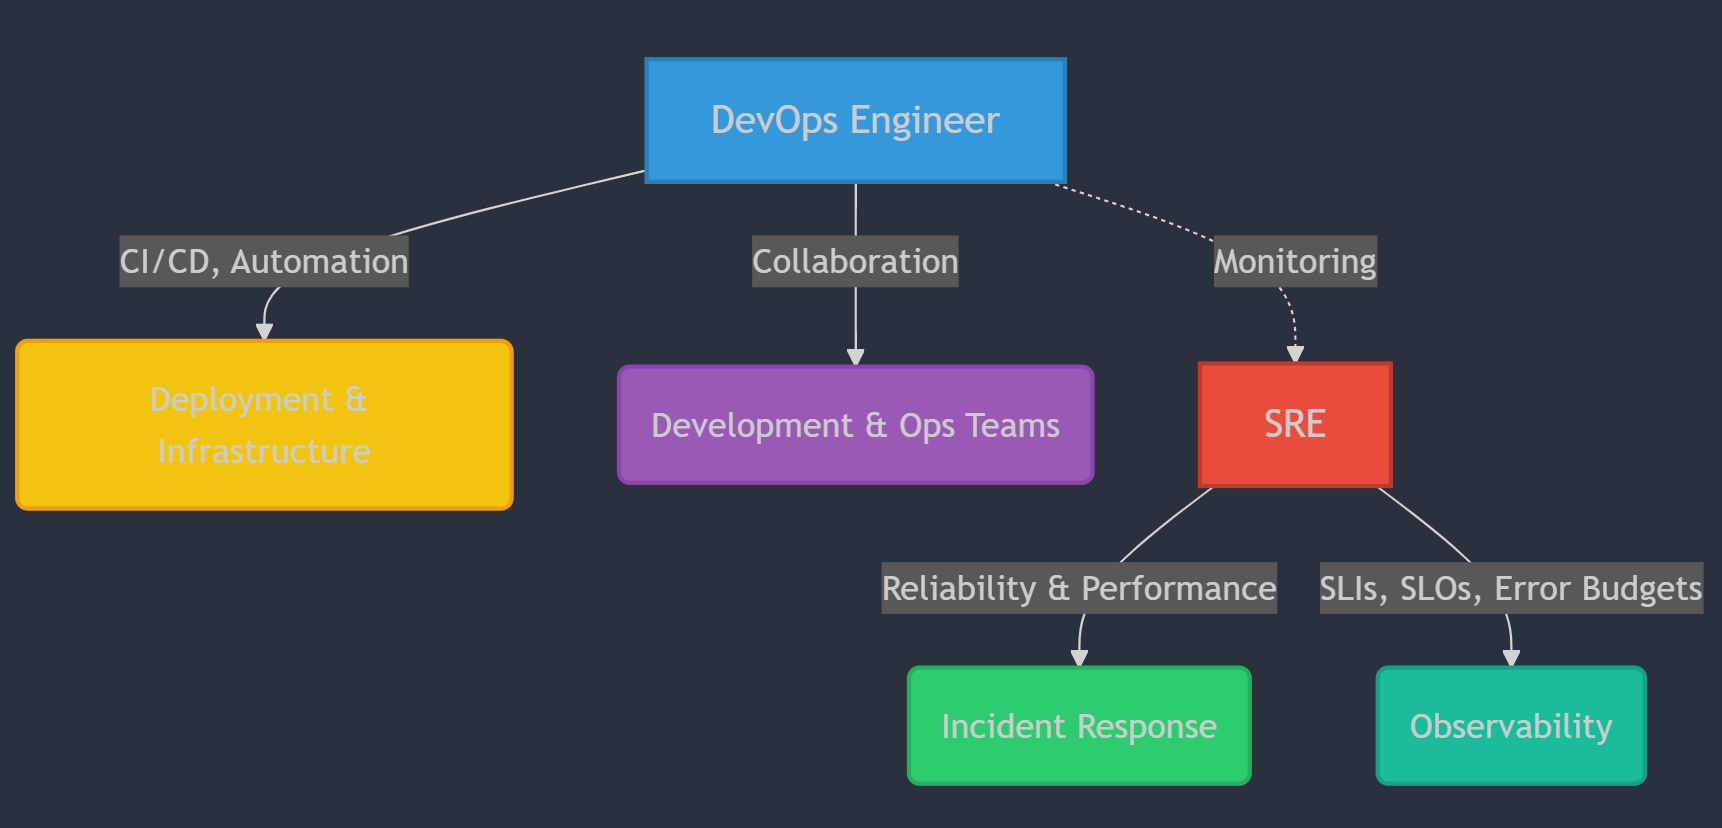 DevOps Engineer
CI/CD, Automation
Collaboration
Monitoring
Deployment &
Infrastructure
Development & Ops Teams
SRE
Reliability & Performance
SLIs, SLOs, Error Budgets
Incident Response
Observability